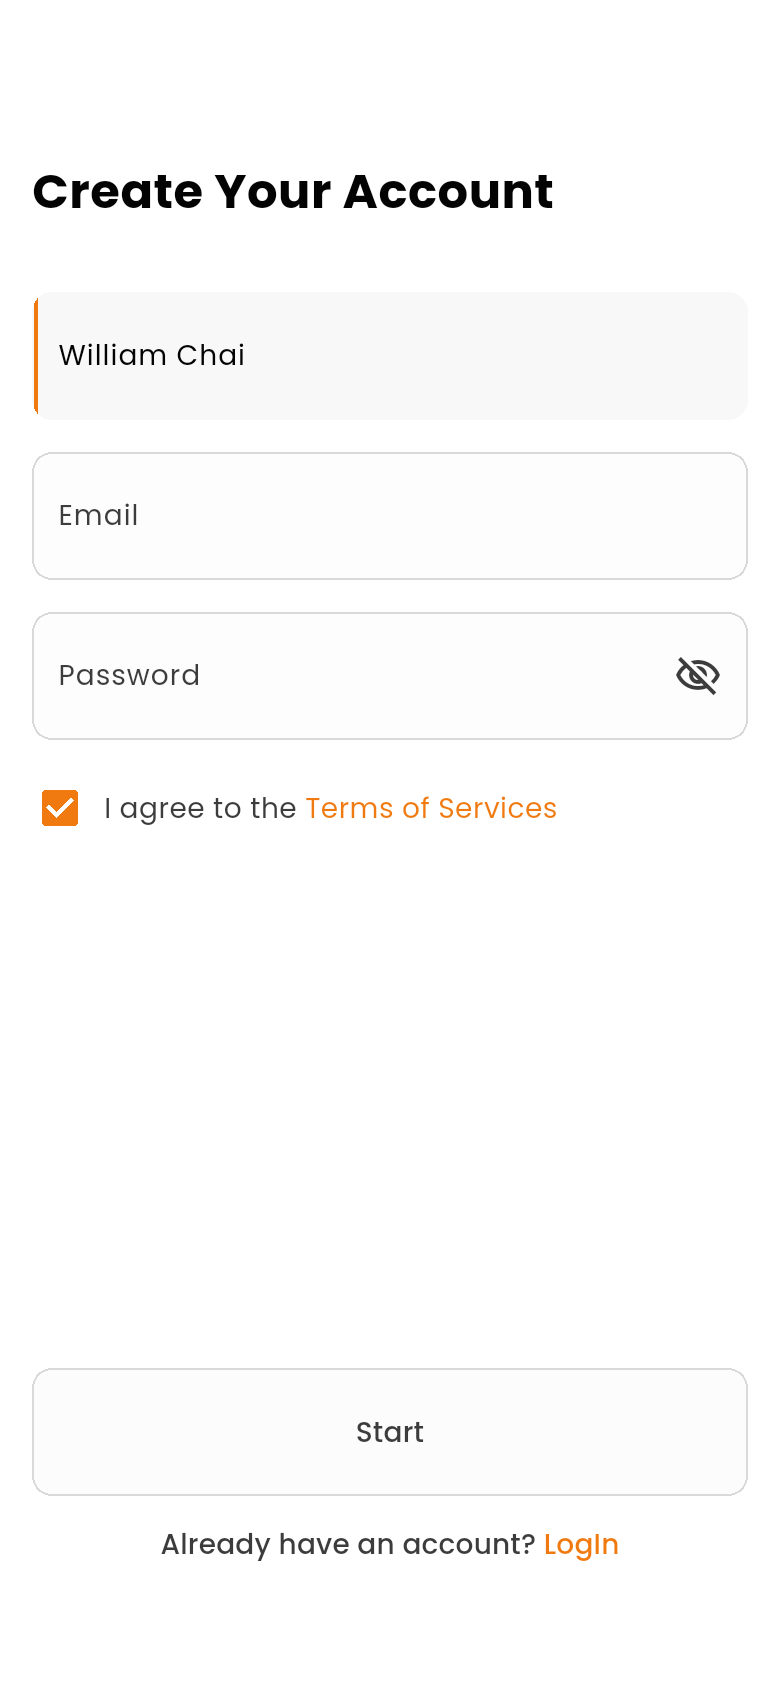 Create Your Account
William Chai
Email
Password
I agree to the Terms of Services
Start
Already have an account? LogIn